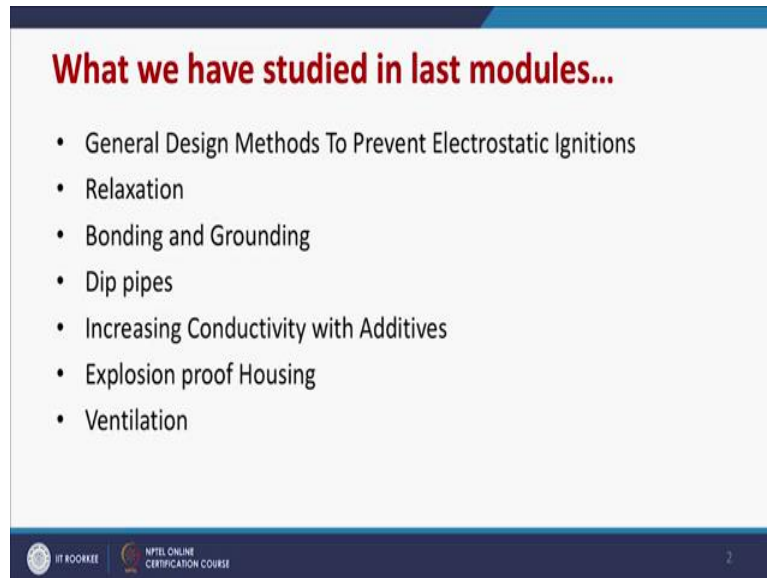 What we have studied in last modules...
• General Design Methods To Prevent Electrostatic Ignitions
• Relaxation
• Bonding and Grounding
• Dip pipes
• Increasing Conductivity with Additives
• Explosion proof Housing
• Ventilation
IIT ROORKEE
NPTEL ONLINE
CERTIFICATION COURSE
2